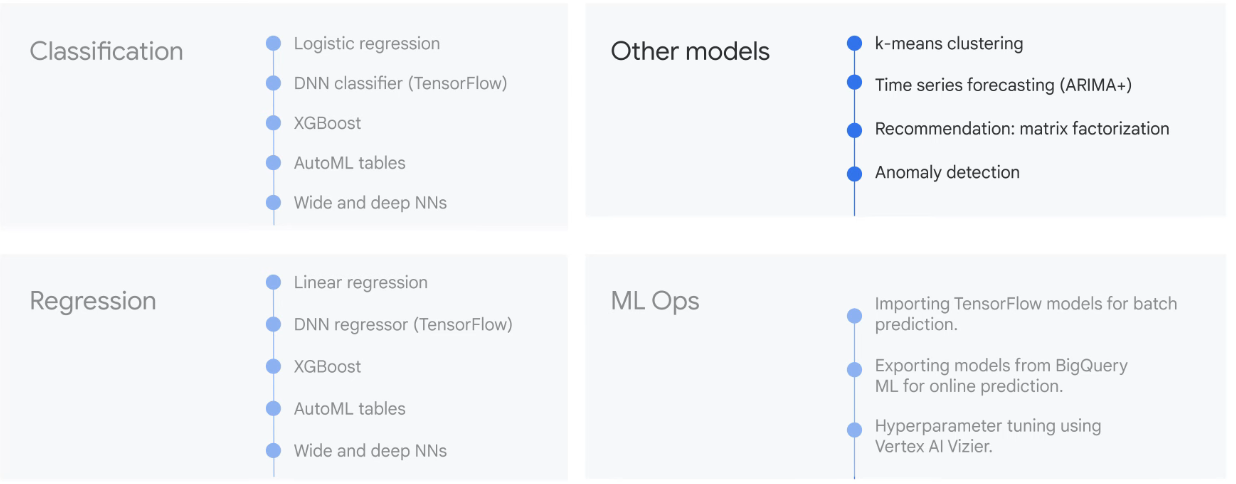 Classification
Logistic regression
DNN classifier (TensorFlow)
XGBoost
AutoML tables
Wide and deep NNs
Other models
k-means clustering
Time series forecasting (ARIMA+)
Recommendation: matrix factorization
Anomaly detection
Regression
Linear regression
DNN regressor (TensorFlow)
XGBoost
AutoML tables
Wide and deep NNs
ML Ops
Importing TensorFlow models for batch
prediction.
Exporting models from BigQuery
ML for online prediction.
Hyperparameter tuning using
Vertex AI Vizier.